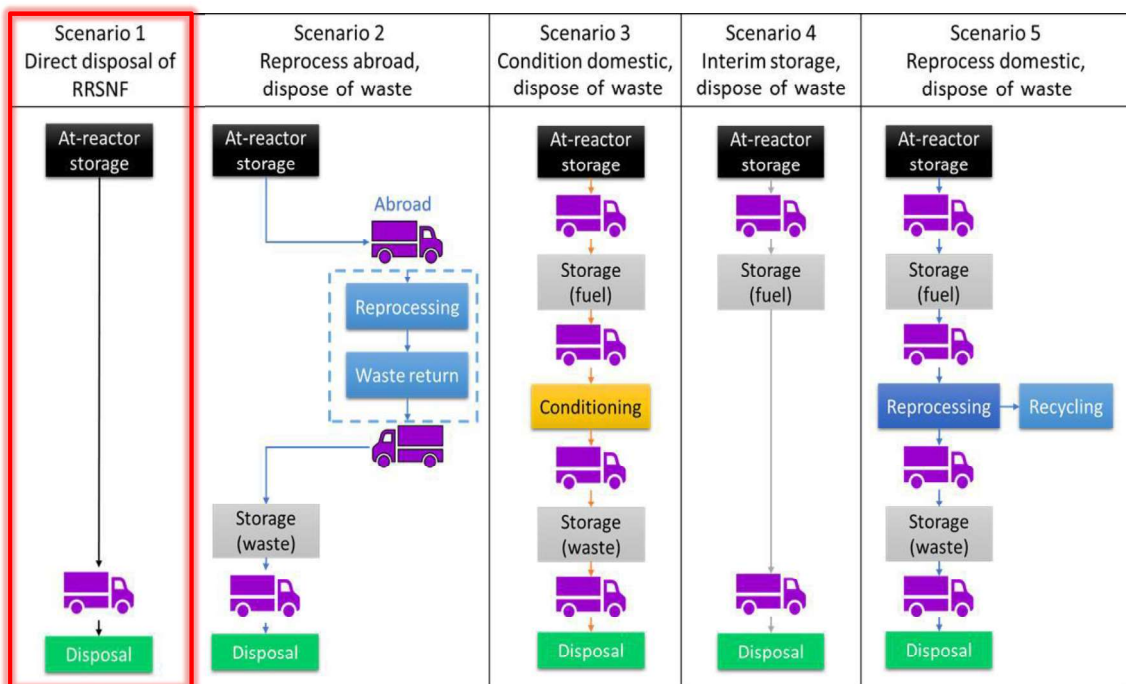 Scenario 1
Direct disposal of
RRSNF
At-reactor
storage
Disposal
Scenario 2
Reprocess abroad,
dispose of waste
At-reactor
storage
Abroad
Reprocessing
Waste return
Storage
(waste)
Disposal
Scenario 3
Condition domestic,
dispose of waste
At-reactor
storage
Storage
(fuel)
Conditioning
Storage
(waste)
Disposal
Scenario 4
Interim storage,
dispose of waste
At-reactor
storage
Storage
(fuel)
Disposal
Scenario 5
Reprocess domestic,
dispose of waste
At-reactor
storage
Storage
(fuel)
Reprocessing
Recycling
Storage
(waste)
Disposal